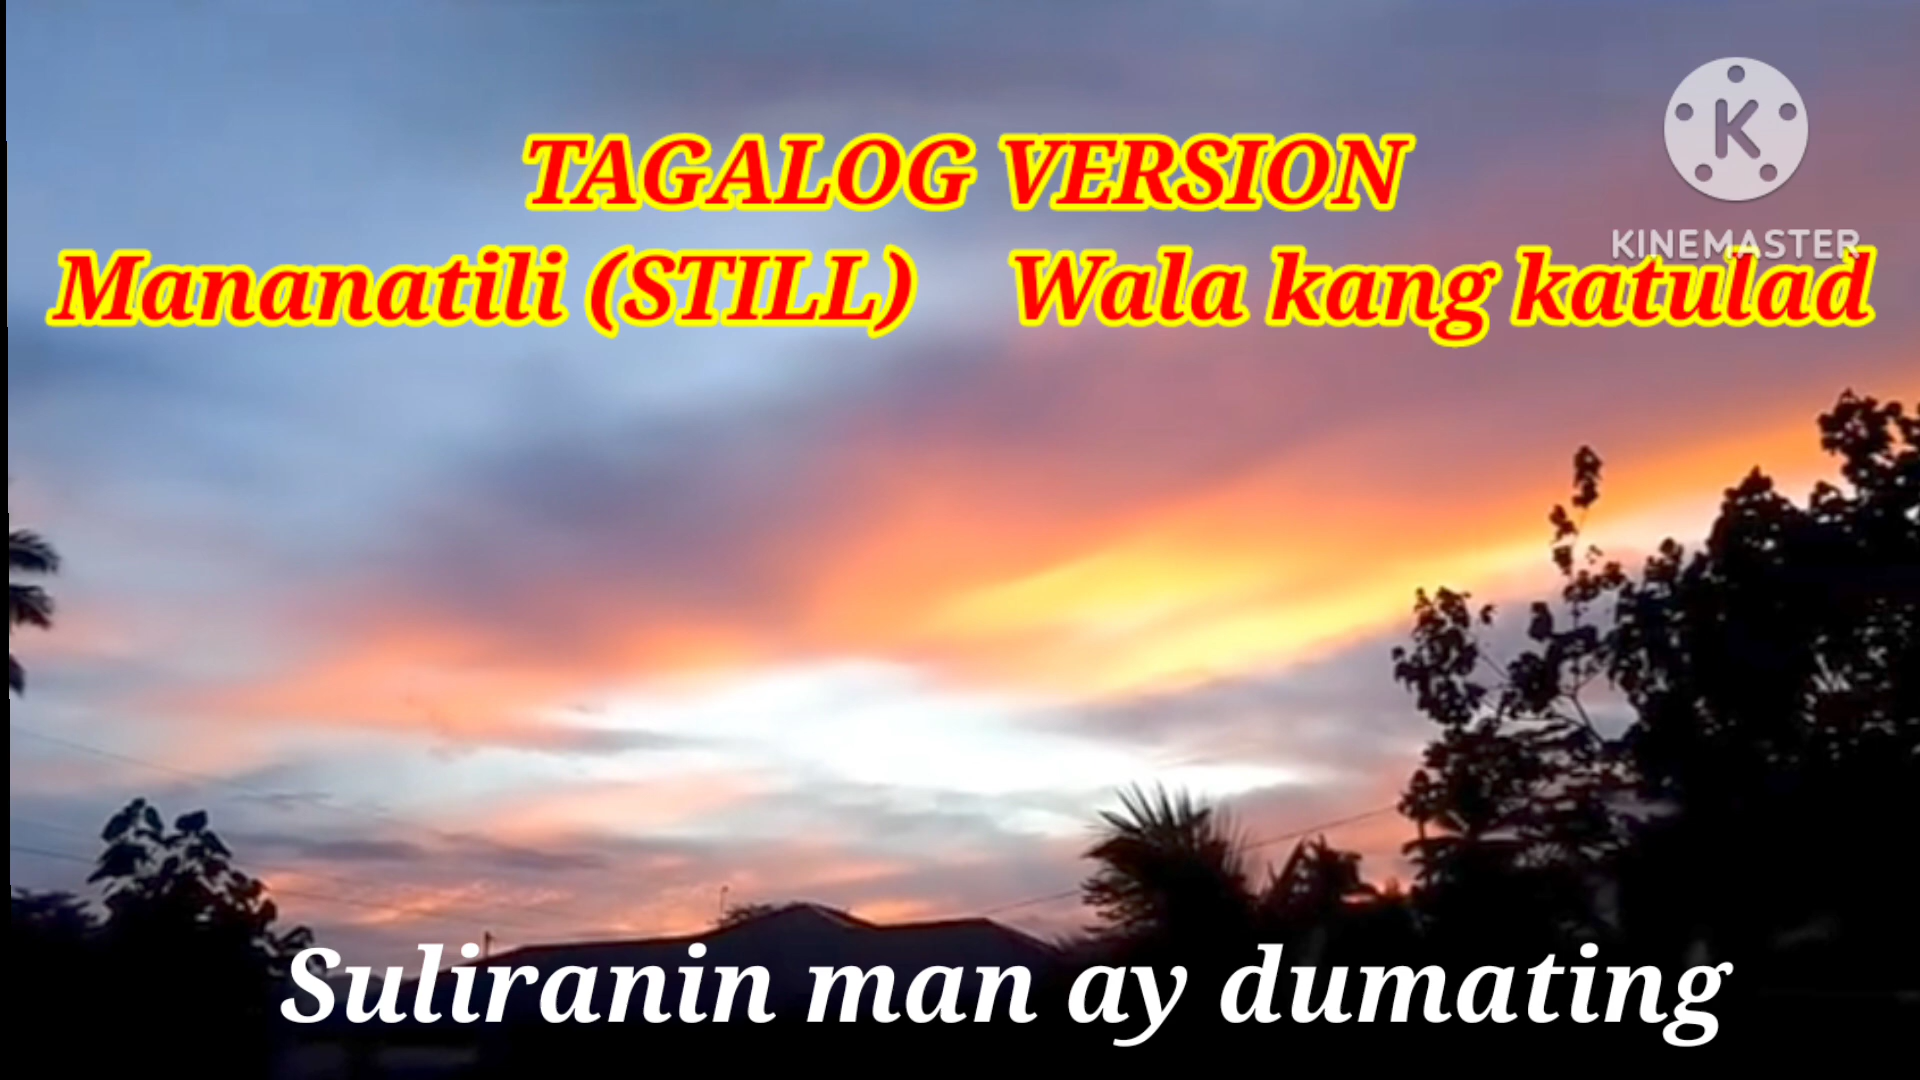 TAGALOG VERSION
Mananatili (STILL) Wala kang katulad
K
KINEMASTER
Suliranin man ay dumating